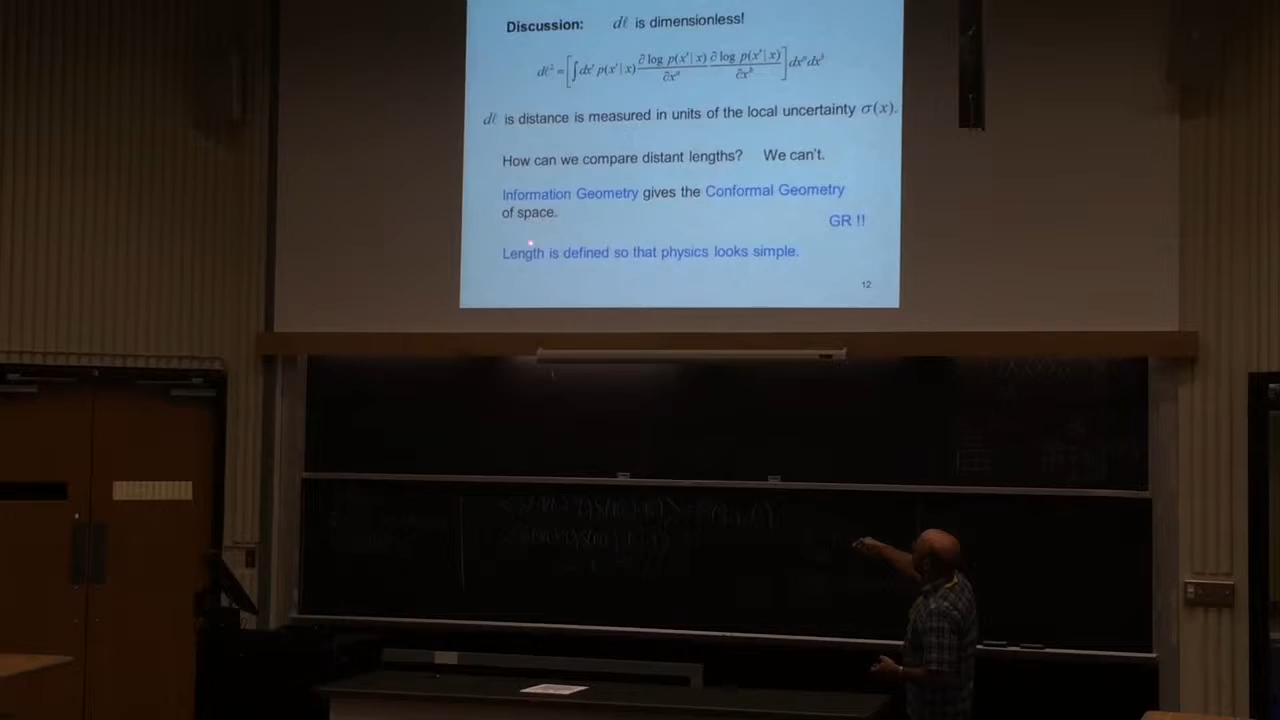 Discussion: dℓ is dimensionless!
dℓ² = [∫dx′ p(x′|x) ∂ log p(x′|x)/∂xᵃ ∂ log p(x′|x)/∂xᵇ] dxᵃdxᵇ
dℓ is distance is measured in units of the local uncertainty σ(x).
How can we compare distant lengths? We can't.
Information Geometry gives the Conformal Geometry
of space.
GR !!
Length is defined so that physics looks simple.
12